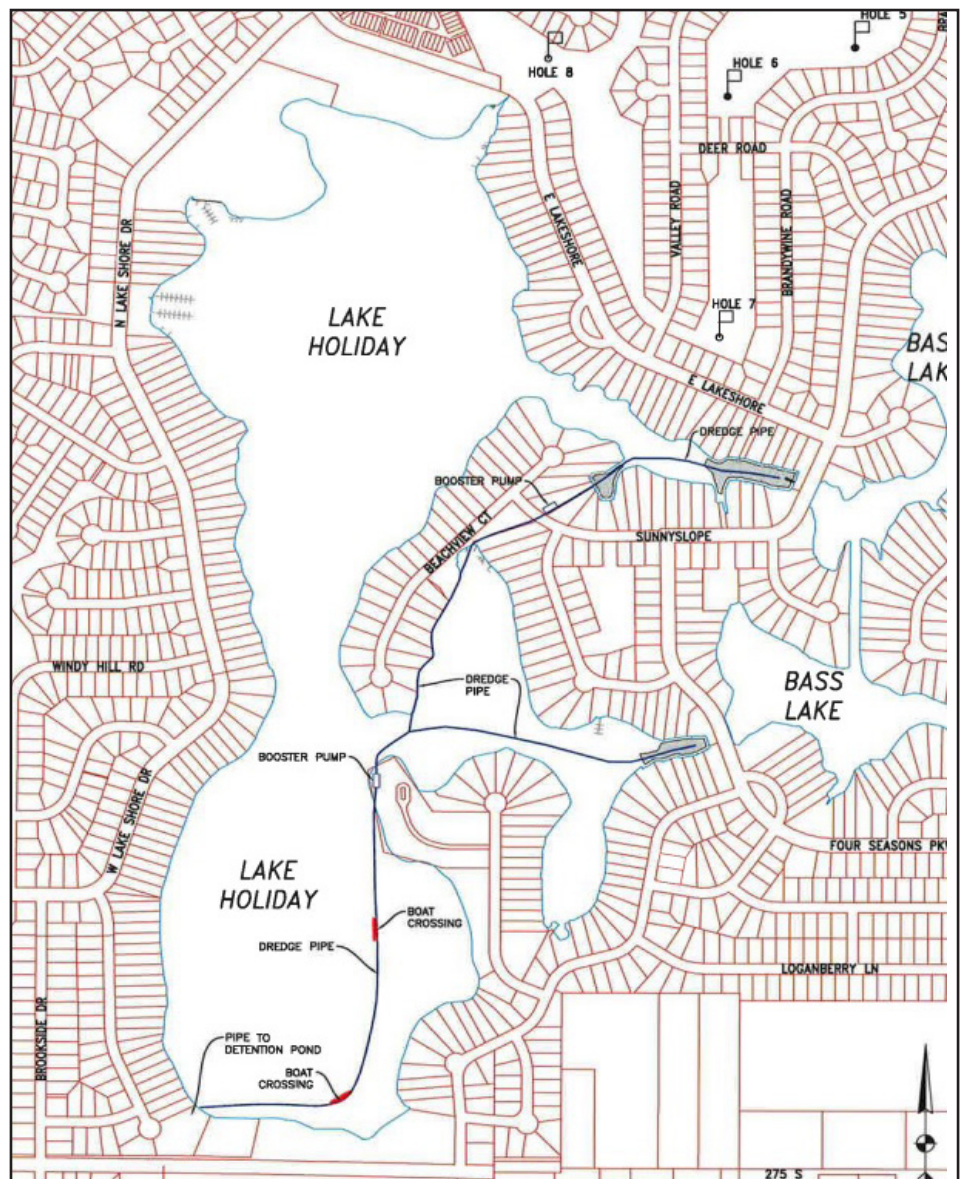 HOLE 5
HOLE 8
HOLE 6
DEER ROAD
E LAKESHORE
VALLEY ROAD
BRANDYWINE ROAD
N LAKE SHORE DR
LAKE
HOLIDAY
HOLE 7
BAS
LAK
E LAKESHORE
DREDGE PIPE
BOOSTER PUMP
SUNNYSLOPE
BEACHVIEW CT
WINDY HILL RD
DREDGE
PIPE
BASS
LAKE
BOOSTER PUMP
W LAKE SHORE DR
FOUR SEASONS PKW
LAKE
HOLIDAY
BOAT
CROSSING
DREDGE PIPE
LOGANBERRY LN
BROOKSIDE DR
PIPE TO
DETENTION POND
BOAT
CROSSING
275 S